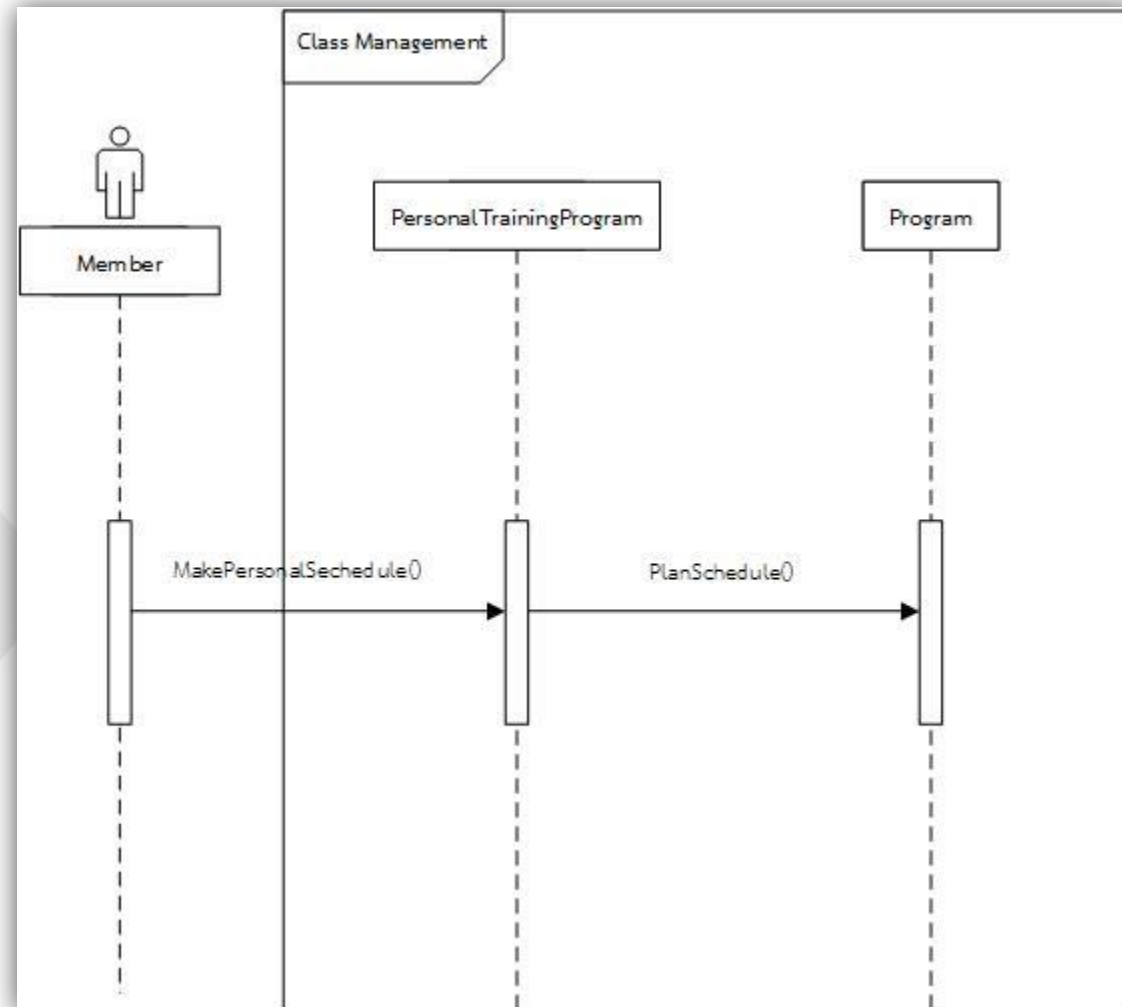 Class Management
PersonalTrainingProgram
Program
Member
MakePersonalSechedule()
PlanSchedule()